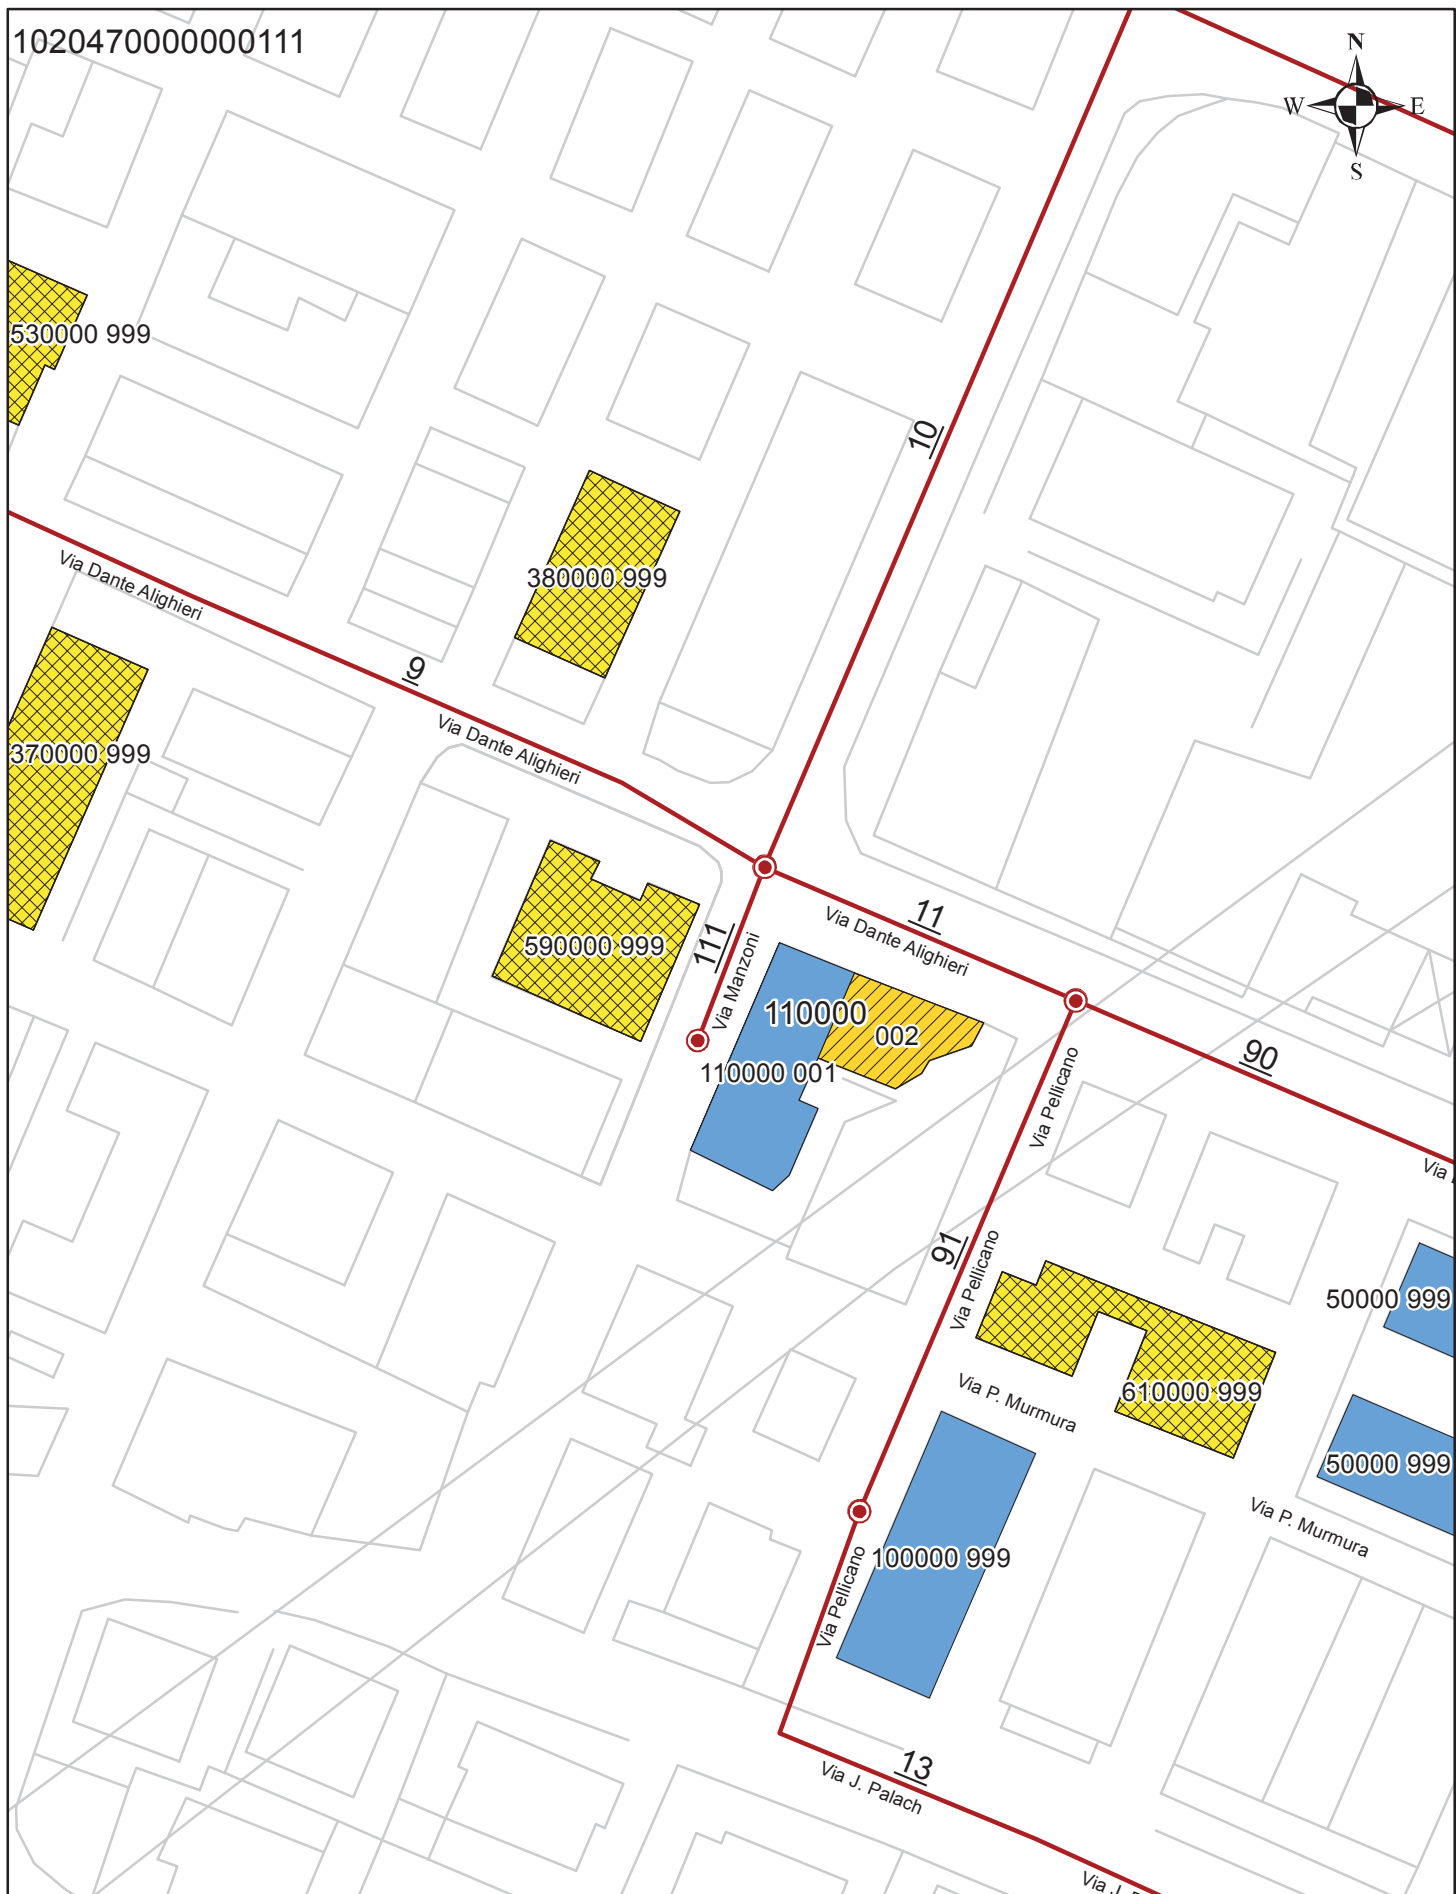 1020470000000111
N
W E
S
530000 999
10
Via Dante Alighieri
380000 999
9
Via Dante Alighieri
370000 999
11
Via Dante Alighieri
590000 999
111
Via Manzoni
110000
002
110000 001
90
Via Pellicano
Via
91
Via Pellicano
50000 999
610000 999
Via P. Murmura
50000 999
Via P. Murmura
100000 999
Via Pellicano
13
Via J. Palach
Via J.